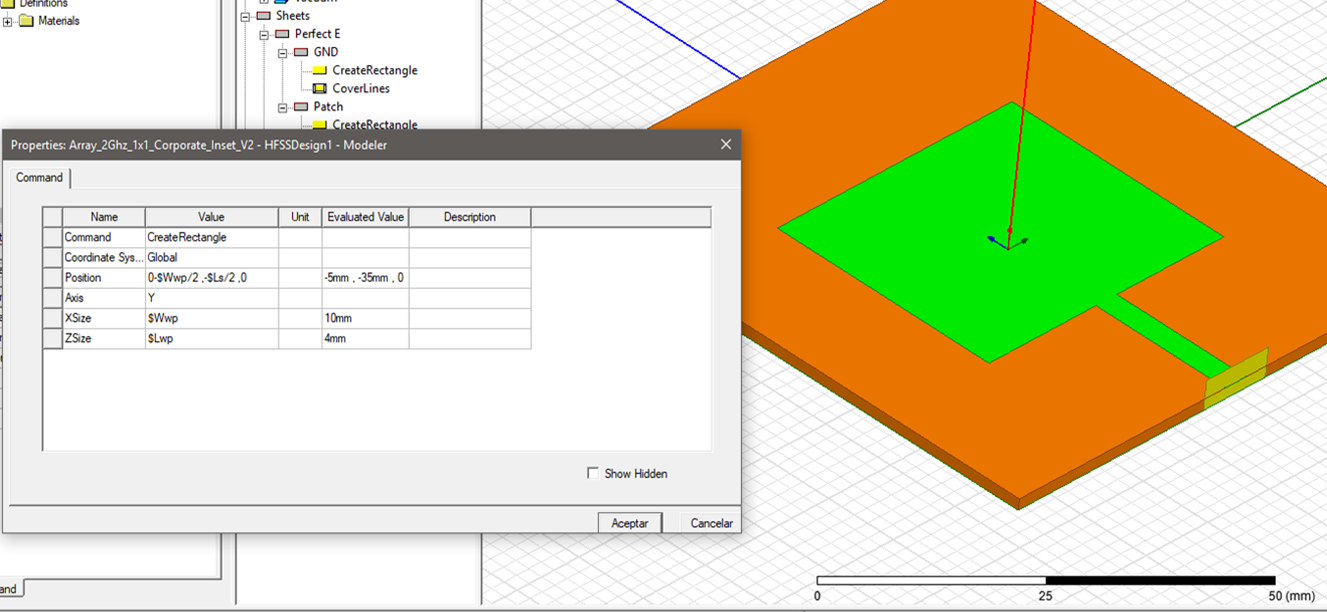 Definitions
Materials
Sheets
Perfect E
GND
CreateRectangle
CoverLines
Patch
CreateRectangle
Properties: Array_2Ghz_1x1_Corporate_Inset_V2 - HFSSDesign1 - Modeler
Command
Name Value Unit Evaluated Value Description
Command CreateRectangle
Coordinate Sys... Global
Position 0-$Wwp/2 ,-$Ls/2 ,0 -5mm , -35mm , 0
Axis Y
XSize $Wwp 10mm
ZSize $Lwp 4mm
Show Hidden
Aceptar Cancelar
0 25 50 (mm)